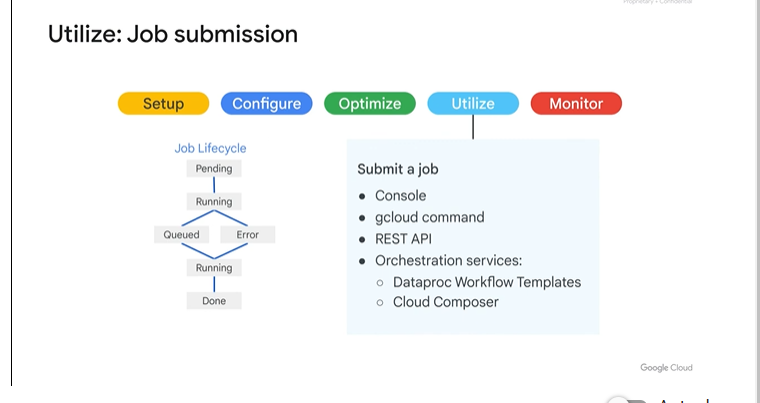 Proprietary + Confidential
Utilize: Job submission
Setup
Configure
Optimize
Utilize
Monitor
Job Lifecycle
Pending
Running
Queued
Error
Running
Done
Submit a job
● Console
● gcloud command
● REST API
● Orchestration services:
○ Dataproc Workflow Templates
○ Cloud Composer
Google Cloud